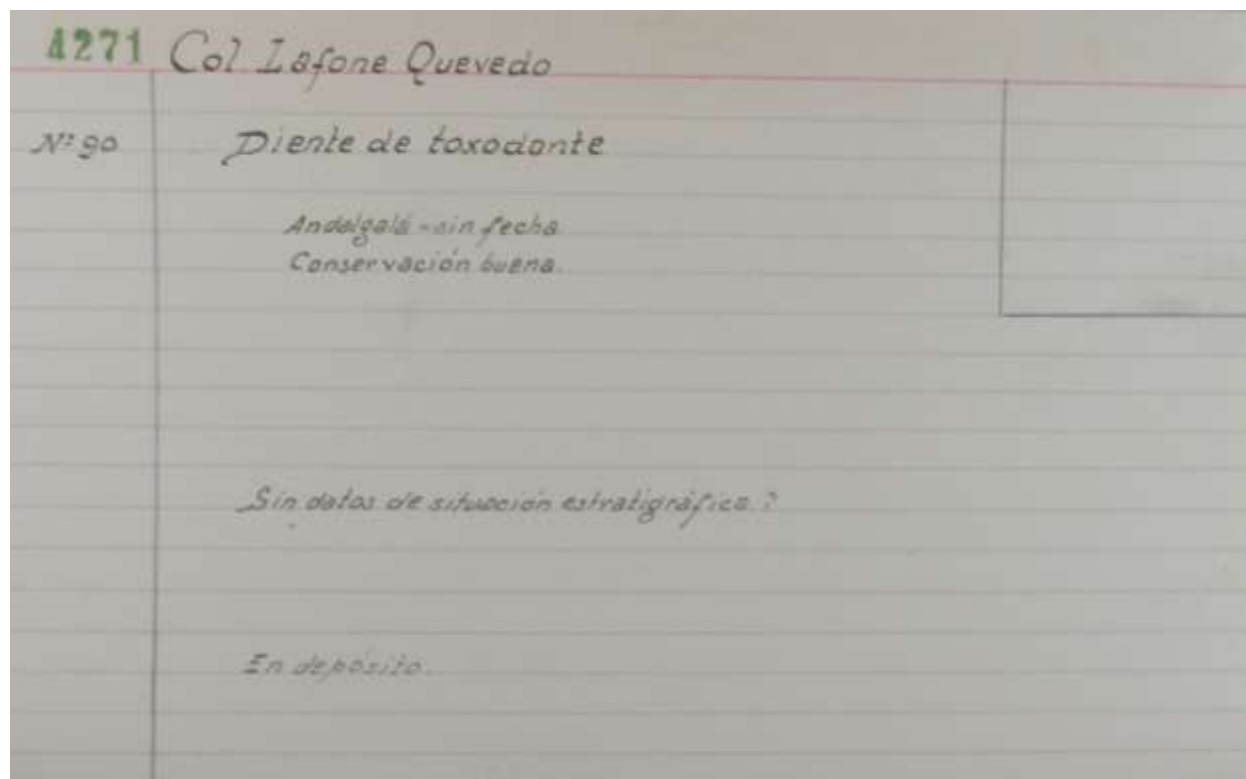 4271 Col Lafone Quevedo
Nº 90 Diente de toxodonte
Andalgalá - sin fecha.
Conservación buena.
Sin datos de situación estratigráfica?
En depósito.